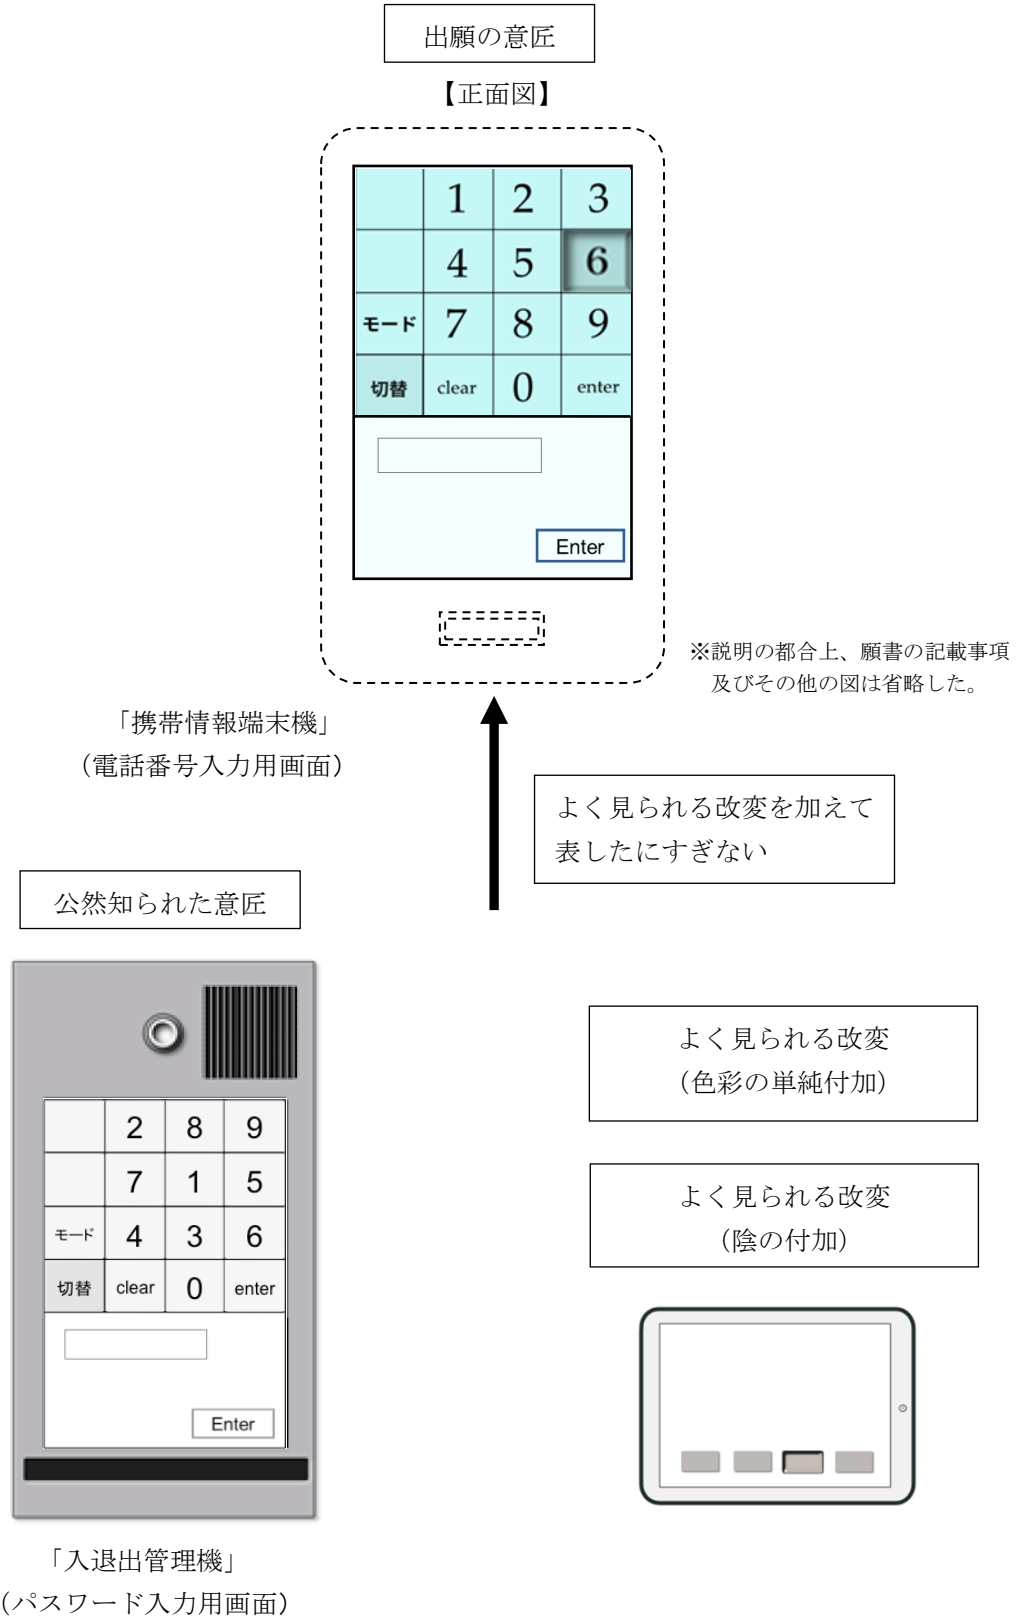 出願の意匠
【正面図】
1 2 3
4 5 6
モード 7 8 9
切替 clear 0 enter
Enter
※説明の都合上、願書の記載事項
及びその他の図は省略した。
「携帯情報端末機」
(電話番号入力用画面)
よく見られる改変を加えて
表したにすぎない
公然知られた意匠
2 8 9
7 1 5
モード 4 3 6
切替 clear 0 enter
Enter
よく見られる改変
(色彩の単純付加)
よく見られる改変
(陰の付加)
「入退出管理機」
(パスワード入力用画面)